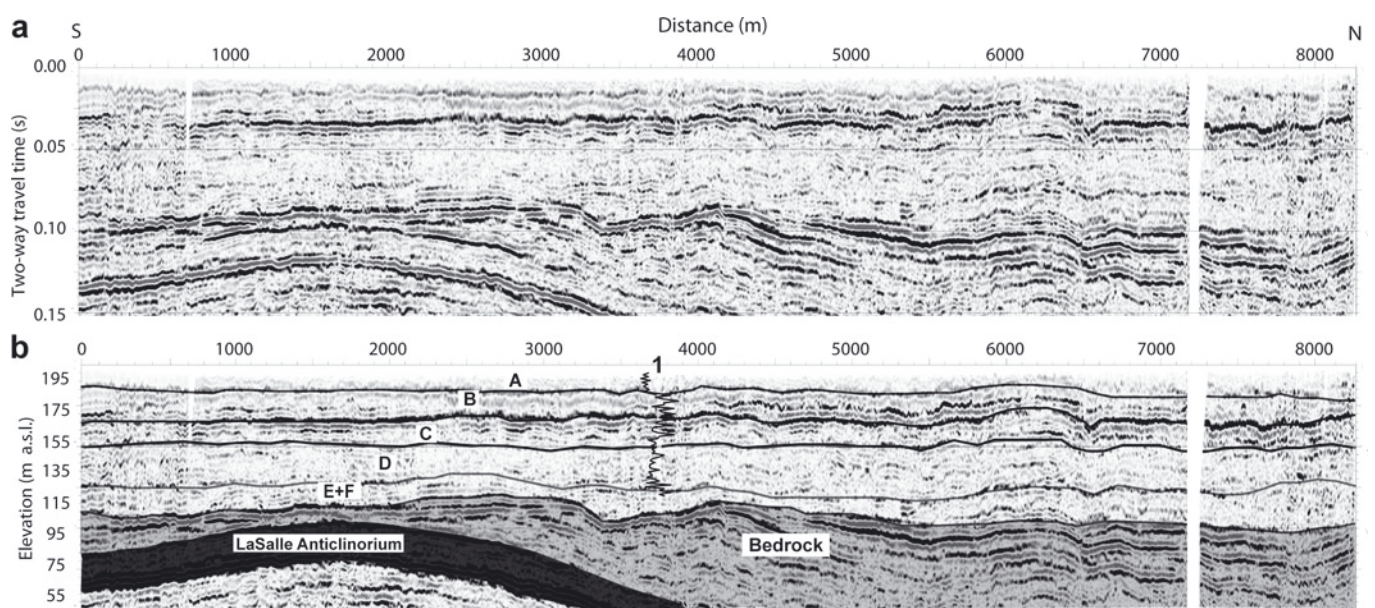 a
Distance (m)
S
N
0 1000 2000 3000 4000 5000 6000 7000 8000
Two-way travel time (s)
0.00
0.05
0.10
0.15
b
0 1000 2000 3000 4000 5000 6000 7000 8000
Elevation (m a.s.l.)
195
175
155
135
115
95
75
55
1
A
B
C
D
E+F
LaSalle Anticlinorium
Bedrock